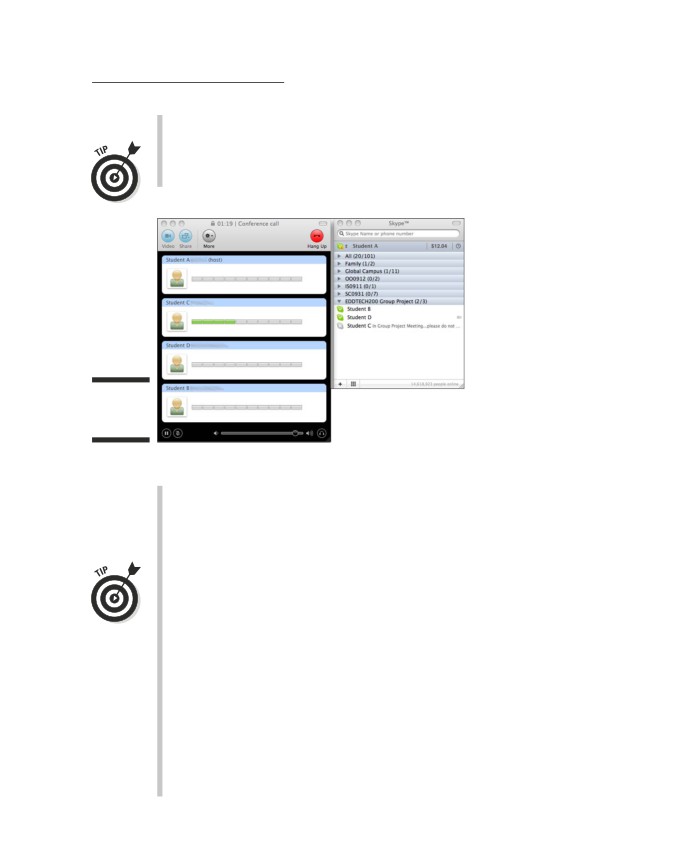 TIP
01:19 | Conference call
Video Share More Hang Up
Student A (host)
Student C
Student D
Student B
Skype™
Skype Name or phone number
Student A $12.04
All (20/101)
Family (1/2)
Global Campus (1/11)
OO0912 (0/2)
IS0911 (0/1)
SC0931 (0/7)
EDDTECH200 Group Project (2/3)
Student B
Student D
Student C In Group Project Meeting...please do not ...
people online
TIP